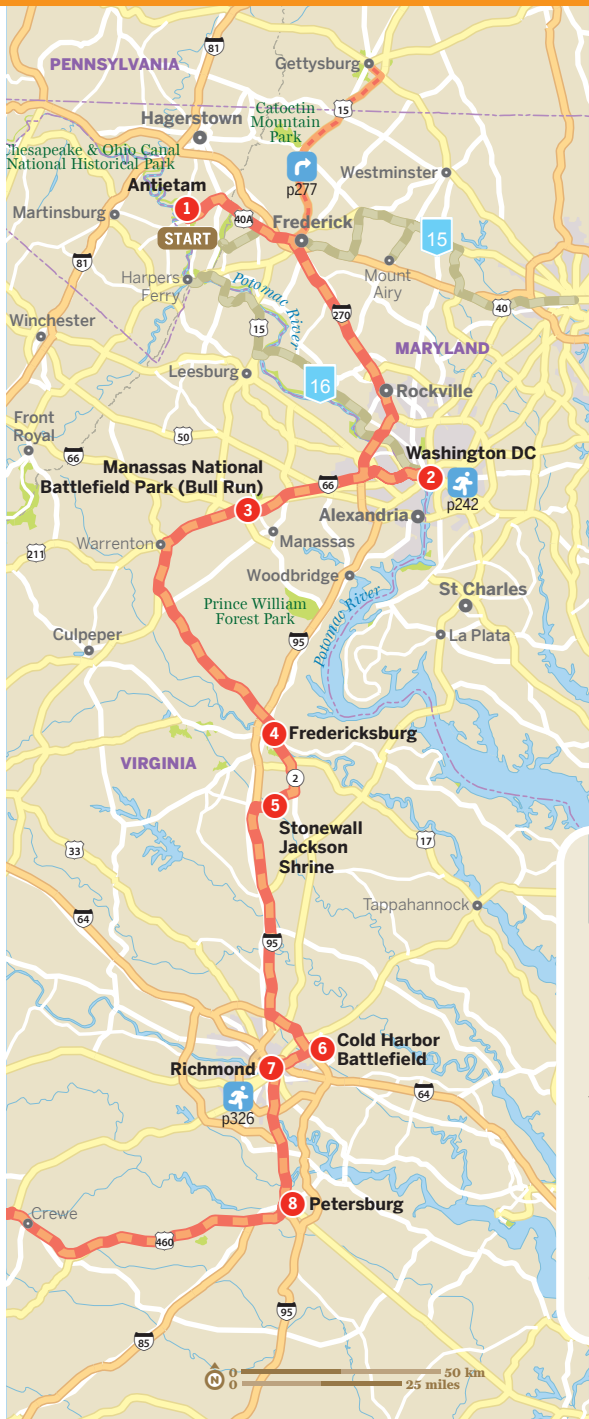 81
PENNSYLVANIA
Gettysburg
15
Catoctin
Mountain
Park
Hagerstown
Chesapeake & Ohio Canal
National Historical Park
p277
Westminster
Antietam
Martinsburg
1
40A
START
Frederick
15
81
Harpers
Ferry
Potomac River
Mount
Airy
270
40
15
Winchester
MARYLAND
Leesburg
16
Rockville
Front
Royal
50
66
Washington DC
Manassas National
Battlefield Park (Bull Run)
66
2
p242
3
Alexandria
Manassas
Warrenton
211
Woodbridge
St Charles
Prince William
Forest Park
Potomac River
La Plata
Culpeper
95
4
Fredericksburg
VIRGINIA
2
5
Stonewall
Jackson
Shrine
17
33
Tappahannock
64
95
6
Cold Harbor
Battlefield
Richmond
7
64
p326
8
Petersburg
Crewe
460
95
85
N
0 50 km
0 25 miles